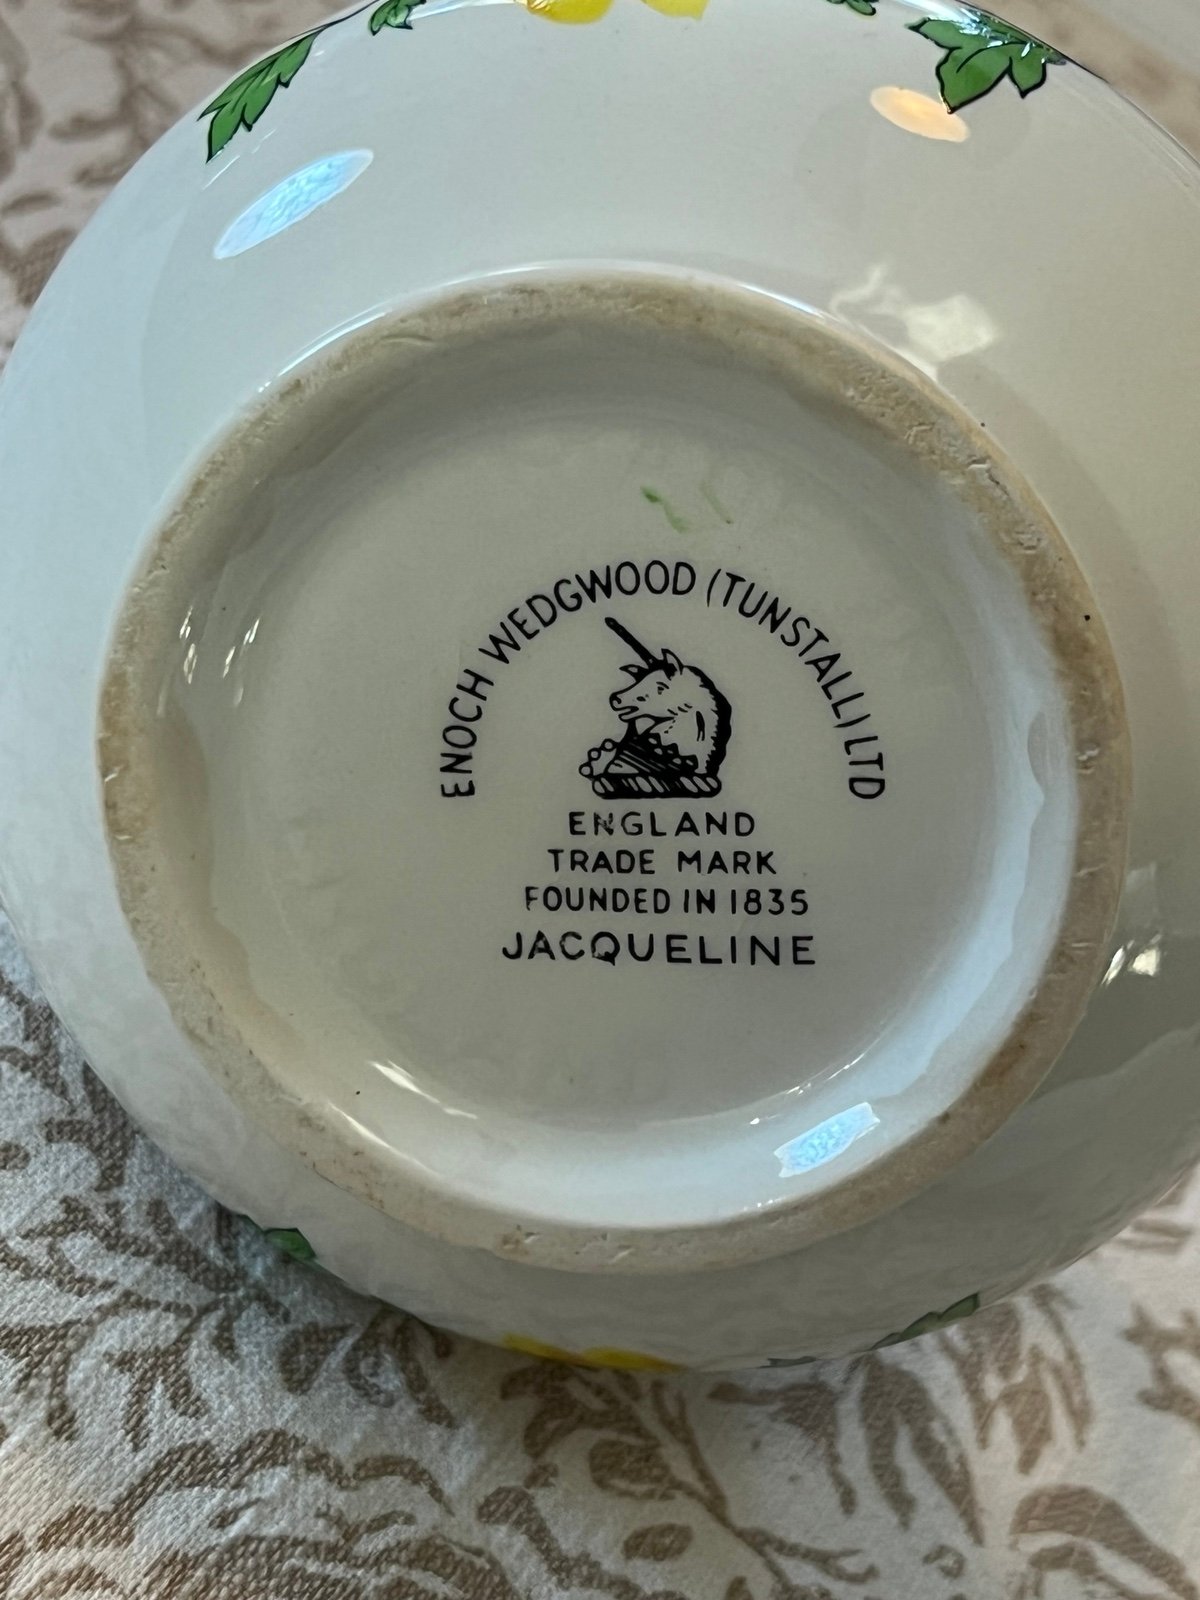 ENOCH WEDGWOOD (TUNSTALL) LTD
ENGLAND
TRADE MARK
FOUNDED IN 1835
JACQUELINE